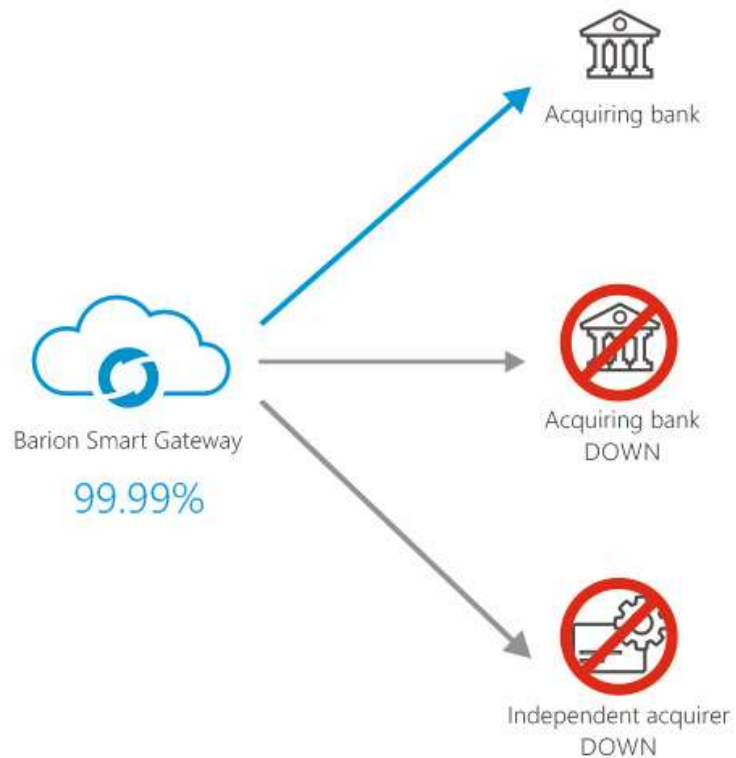 Acquiring bank
Acquiring bank
DOWN
Barion Smart Gateway
99.99%
Independent acquirer
DOWN